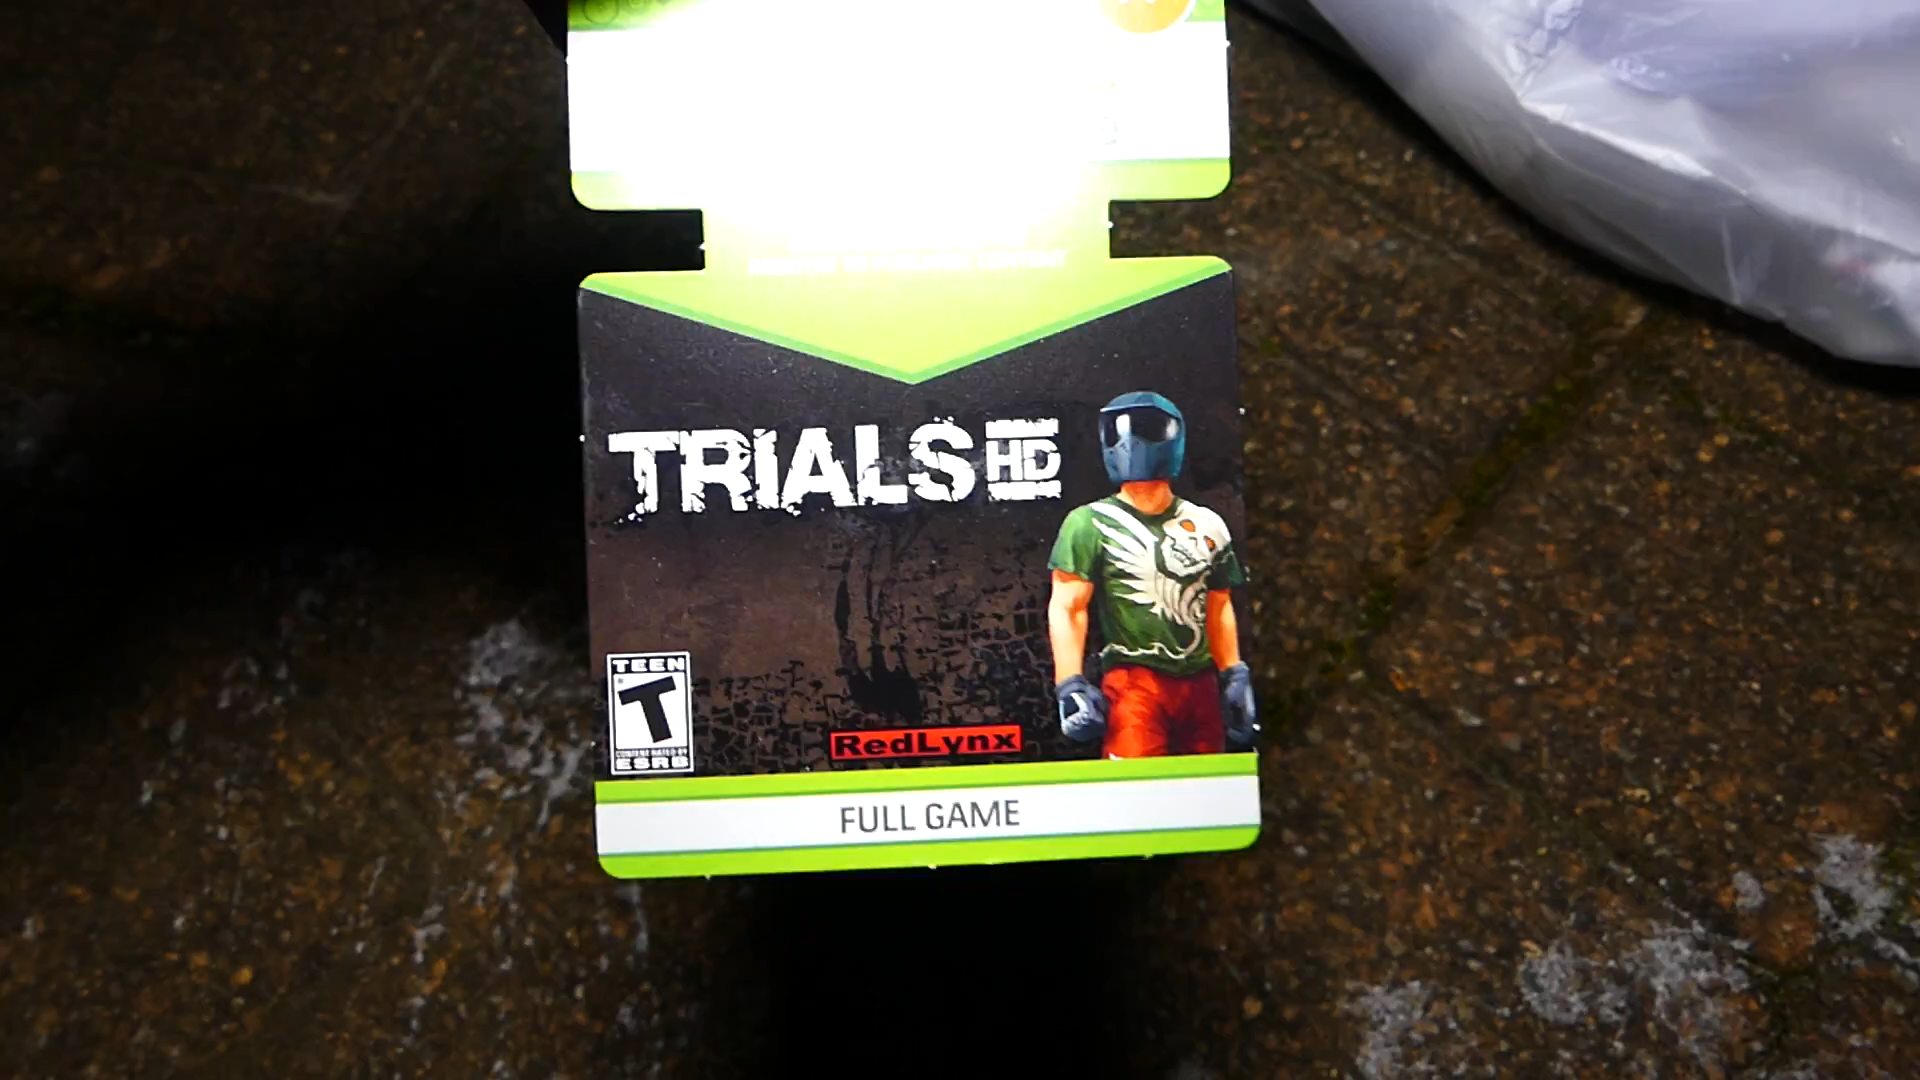 TRIALS HD
TEEN
T
CONTENT RATED BY
ESRB
RedLynx
FULL GAME